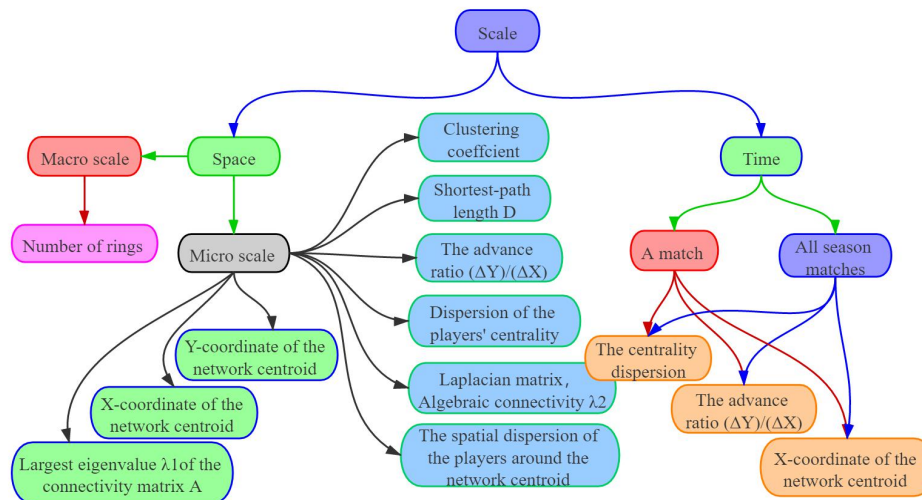 Scale
Clustering
coeffcient
Macro scale
Space
Time
Shortest-path
length D
Number of rings
Micro scale
The advance
ratio (ΔY)/(ΔX)
A match
All season
matches
Dispersion of the
players' centrality
Y-coordinate of the
network centroid
The centrality
dispersion
Laplacian matrix,
Algebraic connectivity λ2
X-coordinate of the
network centroid
The advance
ratio (ΔY)/(ΔX)
Largest eigenvalue λ1of the
connectivity matrix A
The spatial dispersion of
the players around the
network centroid
X-coordinate of the
network centroid